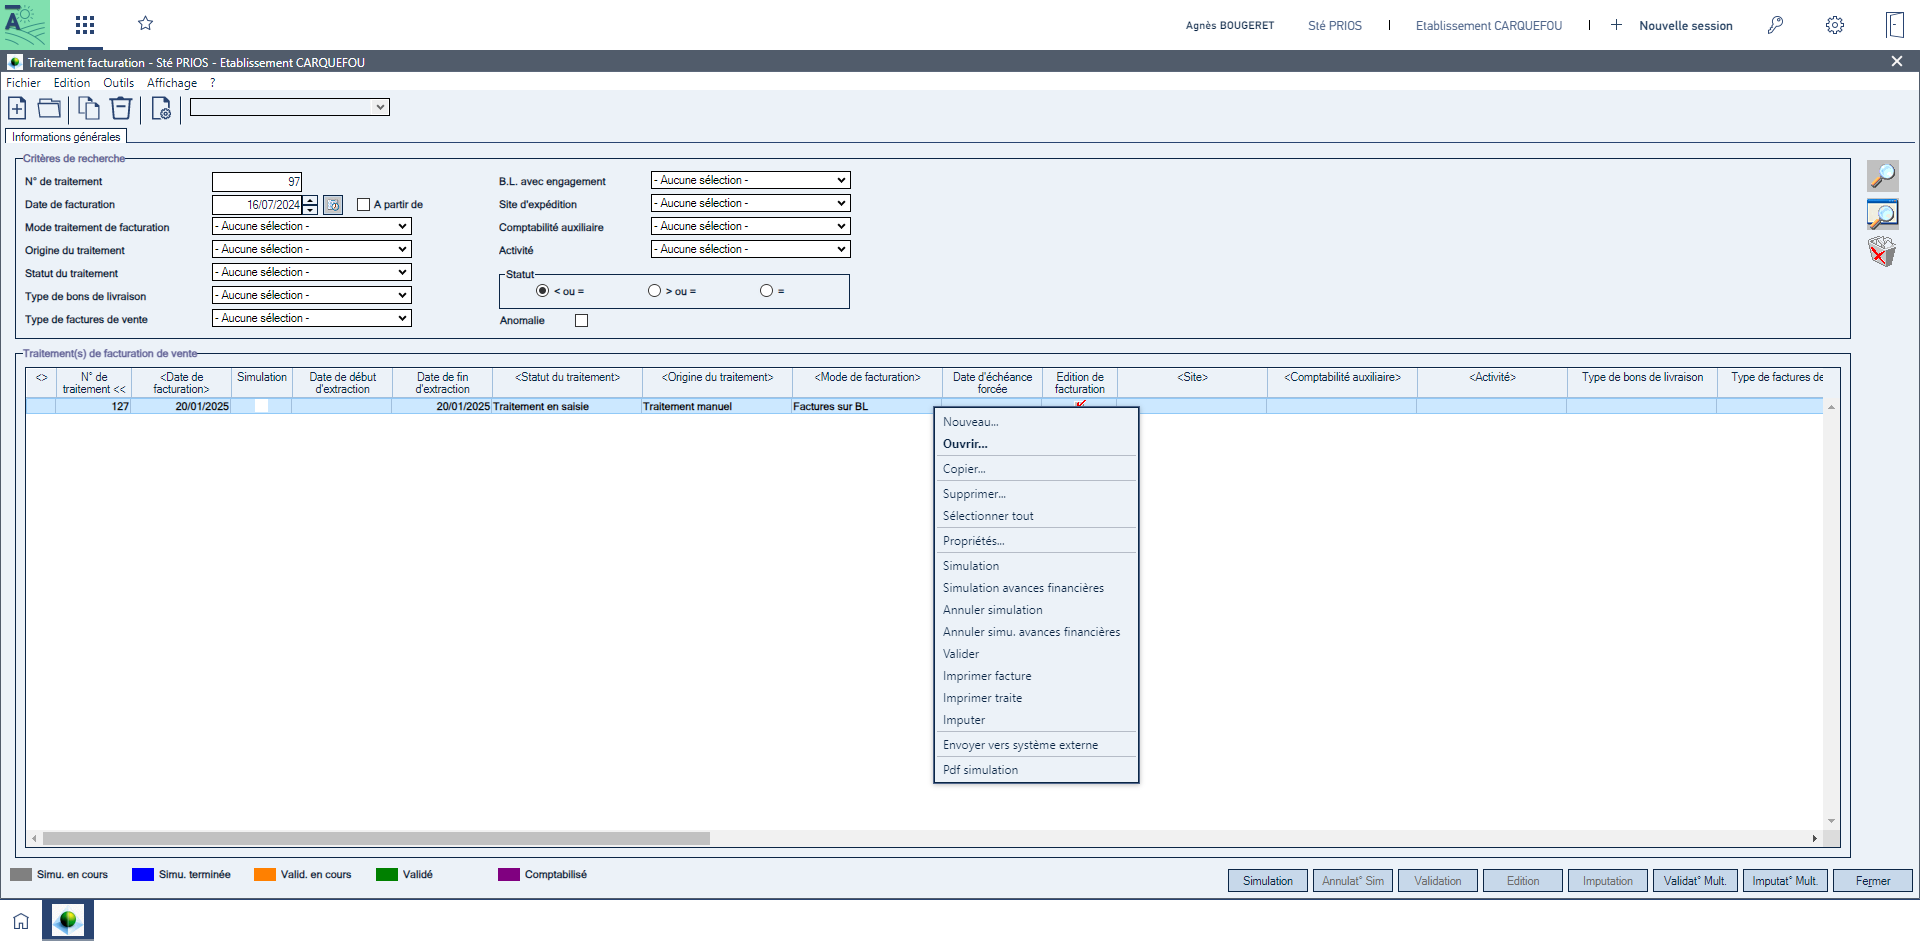 Agnès BOUGERET
Sté PRIOS
Etablissement CARQUEFOU
Nouvelle session
Traitement facturation - Sté PRIOS - Etablissement CARQUEFOU
Fichier Edition Outils Affichage ?
Informations générales
Critères de recherche
N° de traitement 97
Date de facturation 16/07/2024 A partir de
Mode traitement de facturation - Aucune sélection -
Origine du traitement - Aucune sélection -
Statut du traitement - Aucune sélection -
Type de bons de livraison - Aucune sélection -
Type de factures de vente - Aucune sélection -
B.L. avec engagement - Aucune sélection -
Site d'expédition - Aucune sélection -
Comptabilité auxiliaire - Aucune sélection -
Activité - Aucune sélection -
Statut
< ou = > ou = =
Anomalie
Traitement(s) de facturation de vente
<> N° de traitement << <Date de facturation> Simulation Date de début d'extraction Date de fin d'extraction <Statut du traitement> <Origine du traitement> <Mode de facturation> Date d'échéance forcée Edition de facturation <Site> <Comptabilité auxiliaire> <Activité> Type de bons de livraison Type de factures de
127 20/01/2025 20/01/2025 Traitement en saisie Traitement manuel Factures sur BL
Nouveau...
Ouvrir...
Copier...
Supprimer...
Sélectionner tout
Propriétés...
Simulation
Simulation avances financières
Annuler simulation
Annuler simu. avances financières
Valider
Imprimer facture
Imprimer traite
Imputer
Envoyer vers système externe
Pdf simulation
Simu. en cours Simu. terminée Valid. en cours Validé Comptabilisé
Simulation Annulat° Sim Validation Edition Imputation Validat° Mult. Imputat° Mult. Fermer